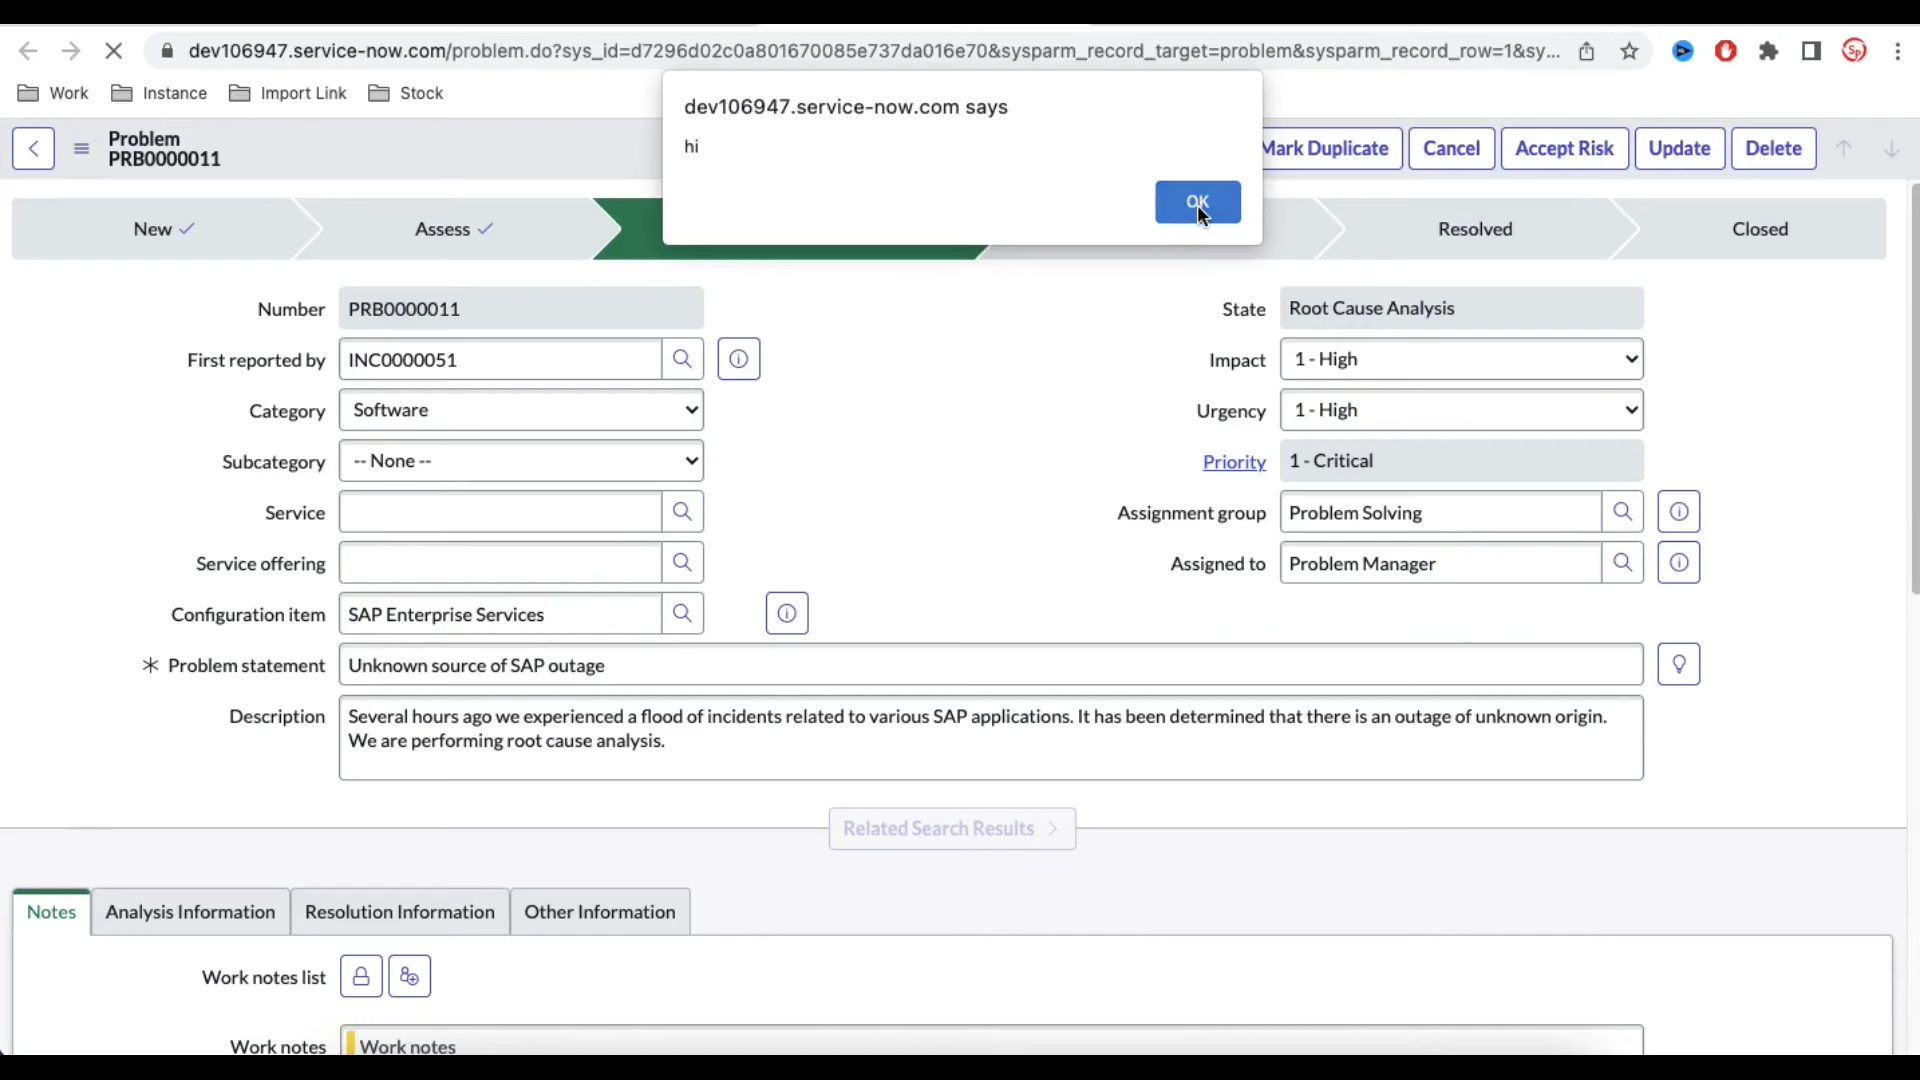 dev106947.service-now.com/problem.do?sys_id=d7296d02c0a801670085e737da016e70&sysparm_record_target=problem&sysparm_record_row=1&sy...
Work Instance Import Link Stock
dev106947.service-now.com says
hi
OK
Problem
PRB0000011
Mark Duplicate Cancel Accept Risk Update Delete
New Assess Resolved Closed
Number PRB0000011 State Root Cause Analysis
First reported by INC0000051 Impact 1 - High
Category Software Urgency 1 - High
Subcategory -- None -- Priority 1 - Critical
Service Assignment group Problem Solving
Service offering Assigned to Problem Manager
Configuration item SAP Enterprise Services
Problem statement Unknown source of SAP outage
Description Several hours ago we experienced a flood of incidents related to various SAP applications. It has been determined that there is an outage of unknown origin.
We are performing root cause analysis.
Related Search Results
Notes Analysis Information Resolution Information Other Information
Work notes list
Work notes Work notes